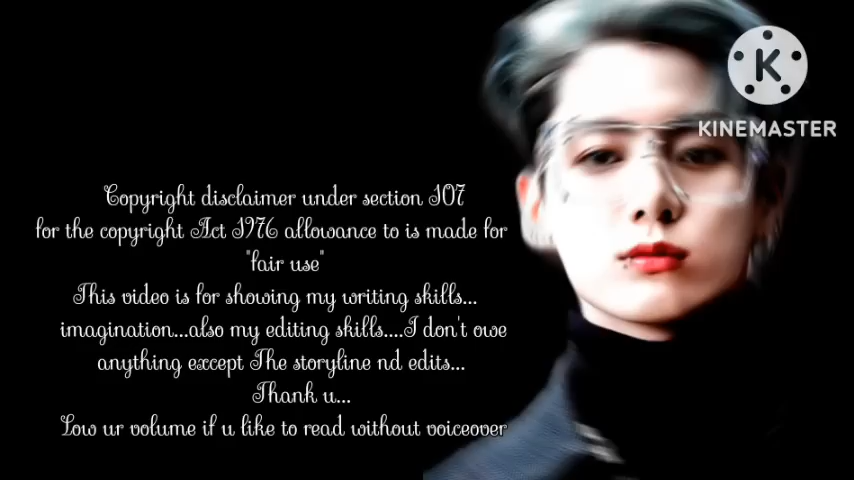 KINEMASTER
Copyright disclaimer under section 107
for the copyright Act 1976 allowance to is made for
"fair use"
This video is for showing my writing skills...
imagination...also my editing skills....I don't owe
anything except The storyline nd edits...
Thank u...
Low ur volume if u like to read without voiceover